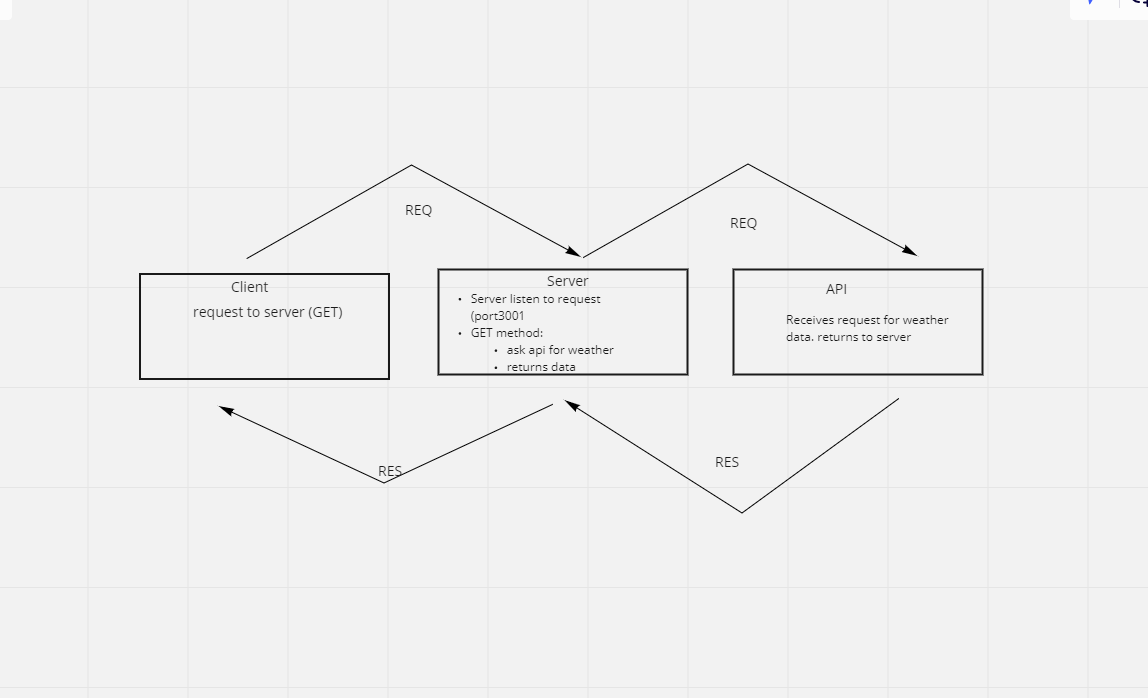 REQ
REQ
Client
request to server (GET)
Server
• Server listen to request
(port3001
• GET method:
• ask api for weather
• returns data
API
Receives request for weather
data. returns to server
RES
RES